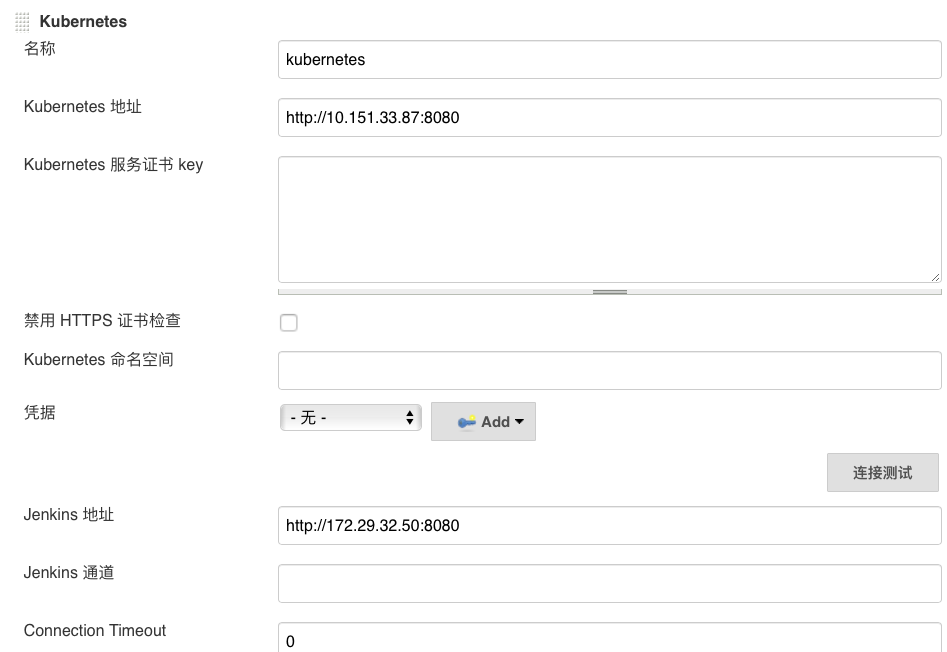 Kubernetes
名称
kubernetes
Kubernetes 地址
http://10.151.33.87:8080
Kubernetes 服务证书 key
禁用 HTTPS 证书检查
Kubernetes 命名空间
凭据
- 无 -
Add
连接测试
Jenkins 地址
http://172.29.32.50:8080
Jenkins 通道
Connection Timeout
0